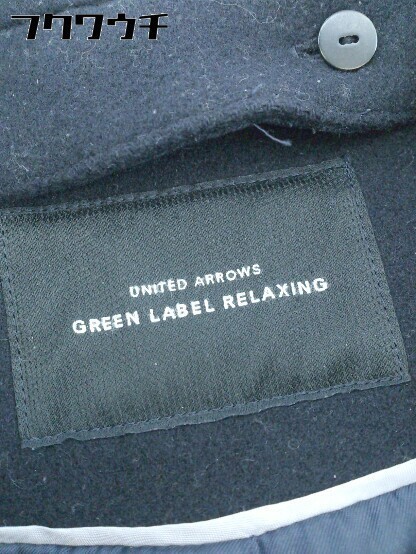 フクワウチ
UNITED ARROWS
GREEN LABEL RELAXING